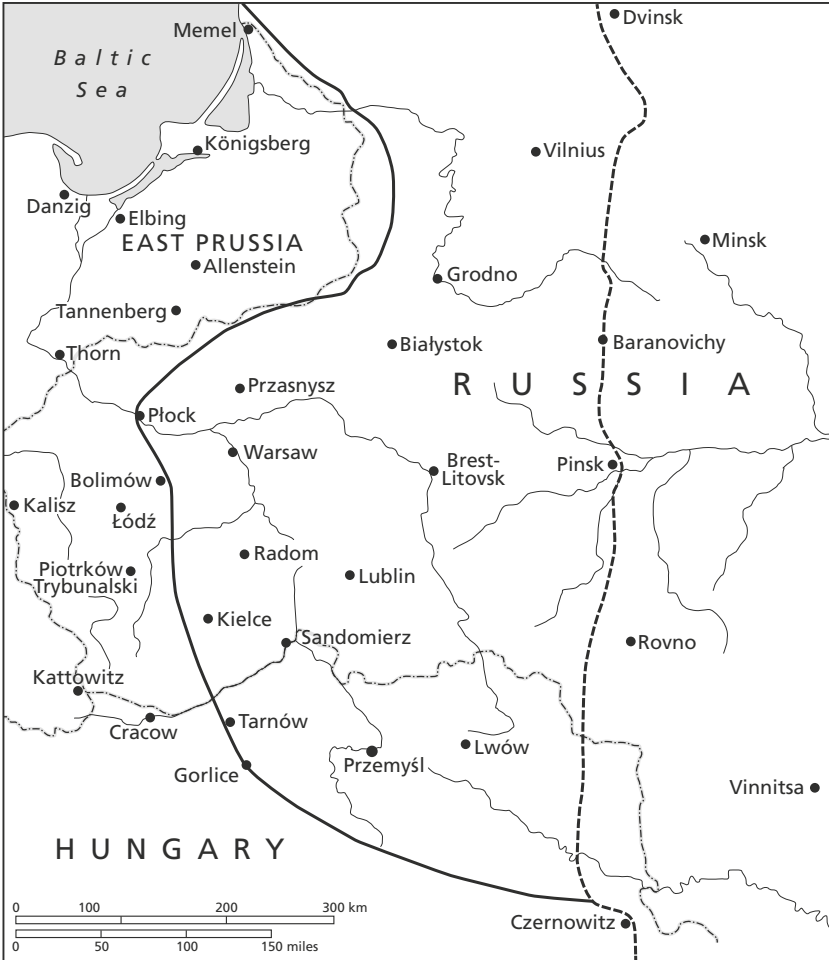 Memel
Dvinsk
Baltic
Sea
Königsberg
Vilnius
Danzig
Elbing
EAST PRUSSIA
Minsk
Allenstein
Grodno
Tannenberg
Thorn
Białystok
Baranovichy
RUSSIA
Przasnysz
Płock
Warsaw
Brest-
Litovsk
Pinsk
Bolimów
Kalisz
Łódź
Radom
Piotrków
Trybunalski
Lublin
Kielce
Sandomierz
Rovno
Kattowitz
Cracow
Tarnów
Lwów
Przemyśl
Gorlice
Vinnitsa
HUNGARY
0 100 200 300 km
0 50 100 150 miles
Czernowitz